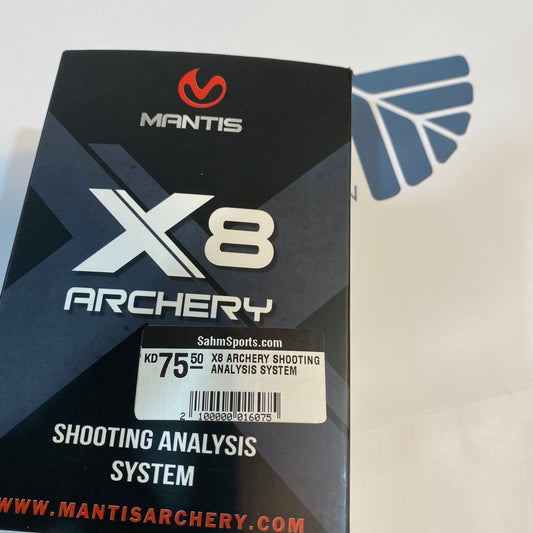 MANTIS
X8
ARCHERY
SahmSports.com
KD 75 50 X8 ARCHERY SHOOTING
ANALYSIS SYSTEM
2 100000 016075
SHOOTING ANALYSIS
SYSTEM
WWW.MANTISARCHERY.COM